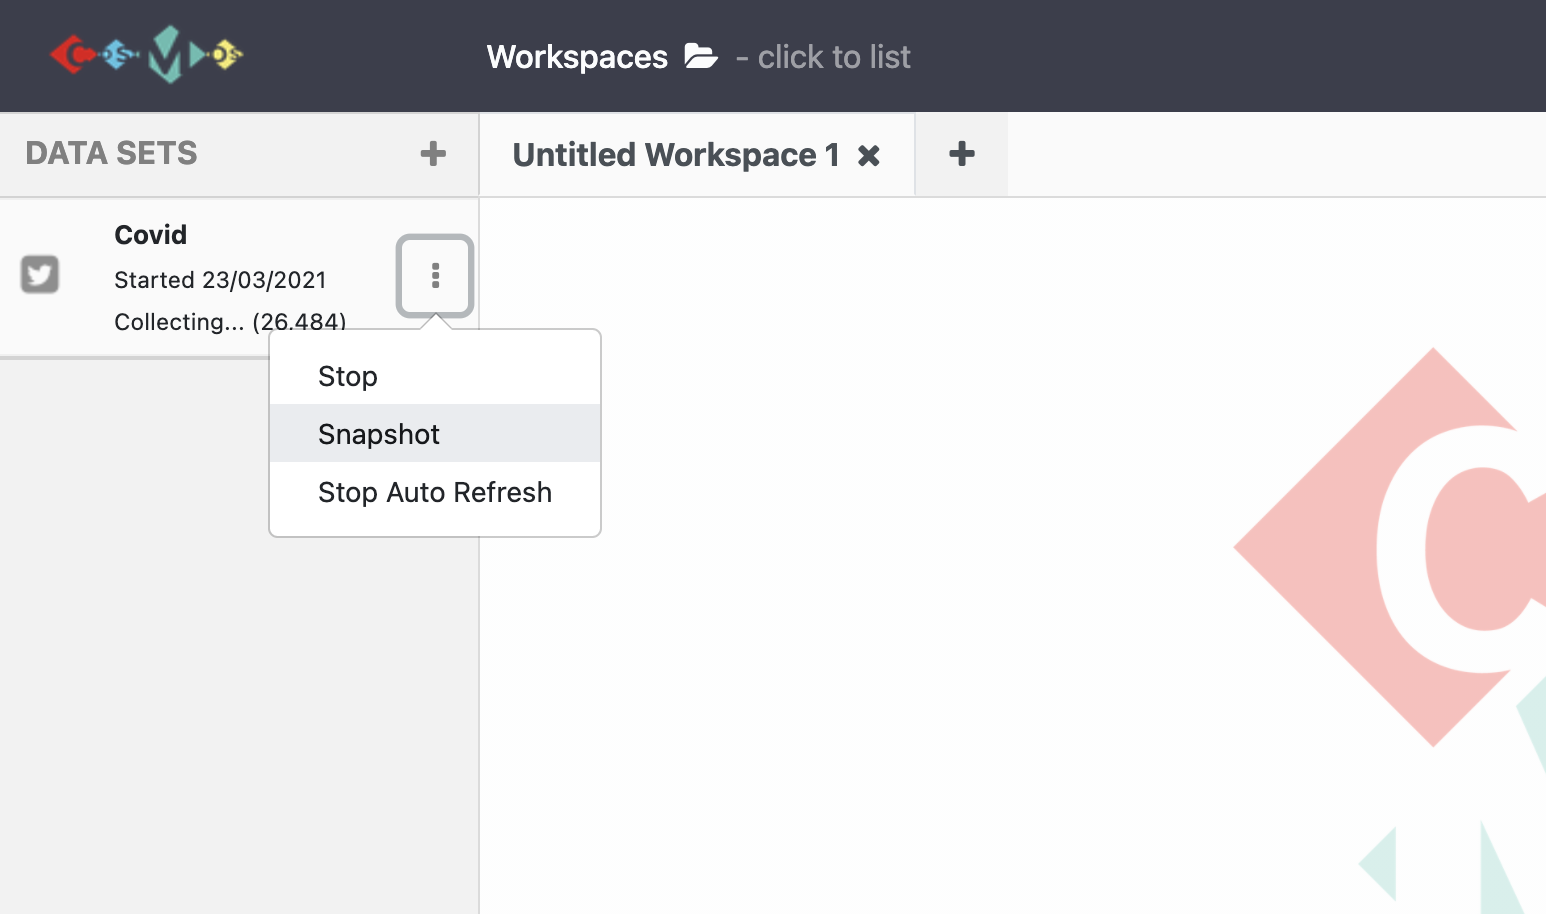 Workspaces - click to list
DATA SETS +
Untitled Workspace 1 ✖ +
Covid
Started 23/03/2021
Collecting... (26.484)
Stop
Snapshot
Stop Auto Refresh
C